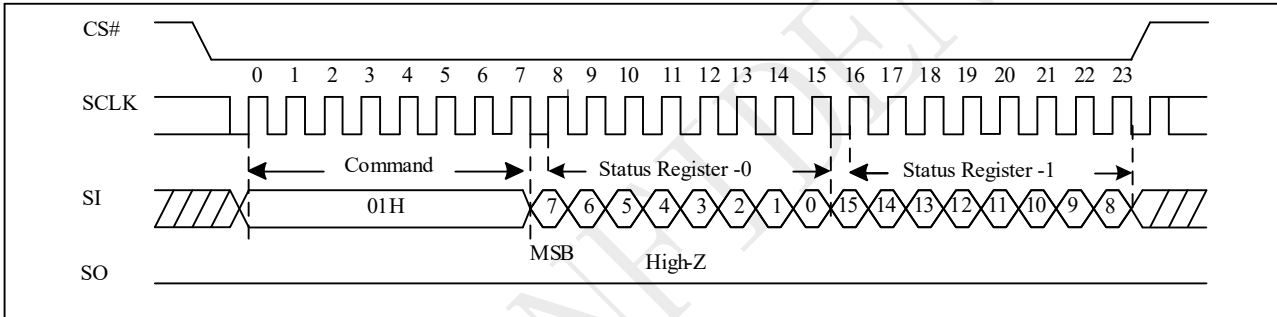 CS#
0 1 2 3 4 5 6 7 8 9 10 11 12 13 14 15 16 17 18 19 20 21 22 23
SCLK
Command Status Register -0 Status Register -1
SI 01H 7 6 5 4 3 2 1 0 15 14 13 12 11 10 9 8
MSB High-Z
SO